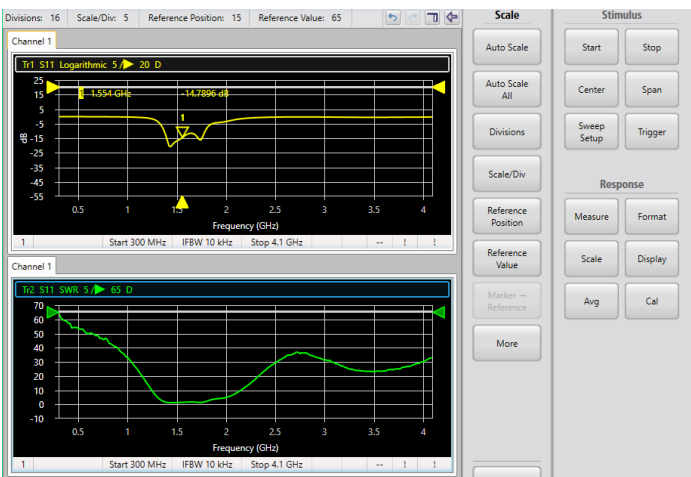 Divisions: 16 Scale/Div: 5 Reference Position: 15 Reference Value: 65
Channel 1
Tr1 S11 Logarithmic 5 / 20 D
25
15
5
-5
-15
-25
-35
-45
-55
dB
1 1.554 GHz -14.7896 dB
1
0.5 1 1.5 2 2.5 3 3.5 4
Frequency (GHz)
1 Start 300 MHz IFBW 10 kHz Stop 4.1 GHz -- ! !
Channel 1
Tr2 S11 SWR 5 / 65 D
70
60
50
40
30
20
10
0
-10
0.5 1 1.5 2 2.5 3 3.5 4
Frequency (GHz)
1 Start 300 MHz IFBW 10 kHz Stop 4.1 GHz -- ! !
Scale
Auto Scale
Auto Scale
All
Divisions
Scale/Div
Reference
Position
Reference
Value
Marker →
Reference
More
Stimulus
Start Stop
Center Span
Sweep
Setup
Trigger
Response
Measure Format
Scale Display
Avg Cal